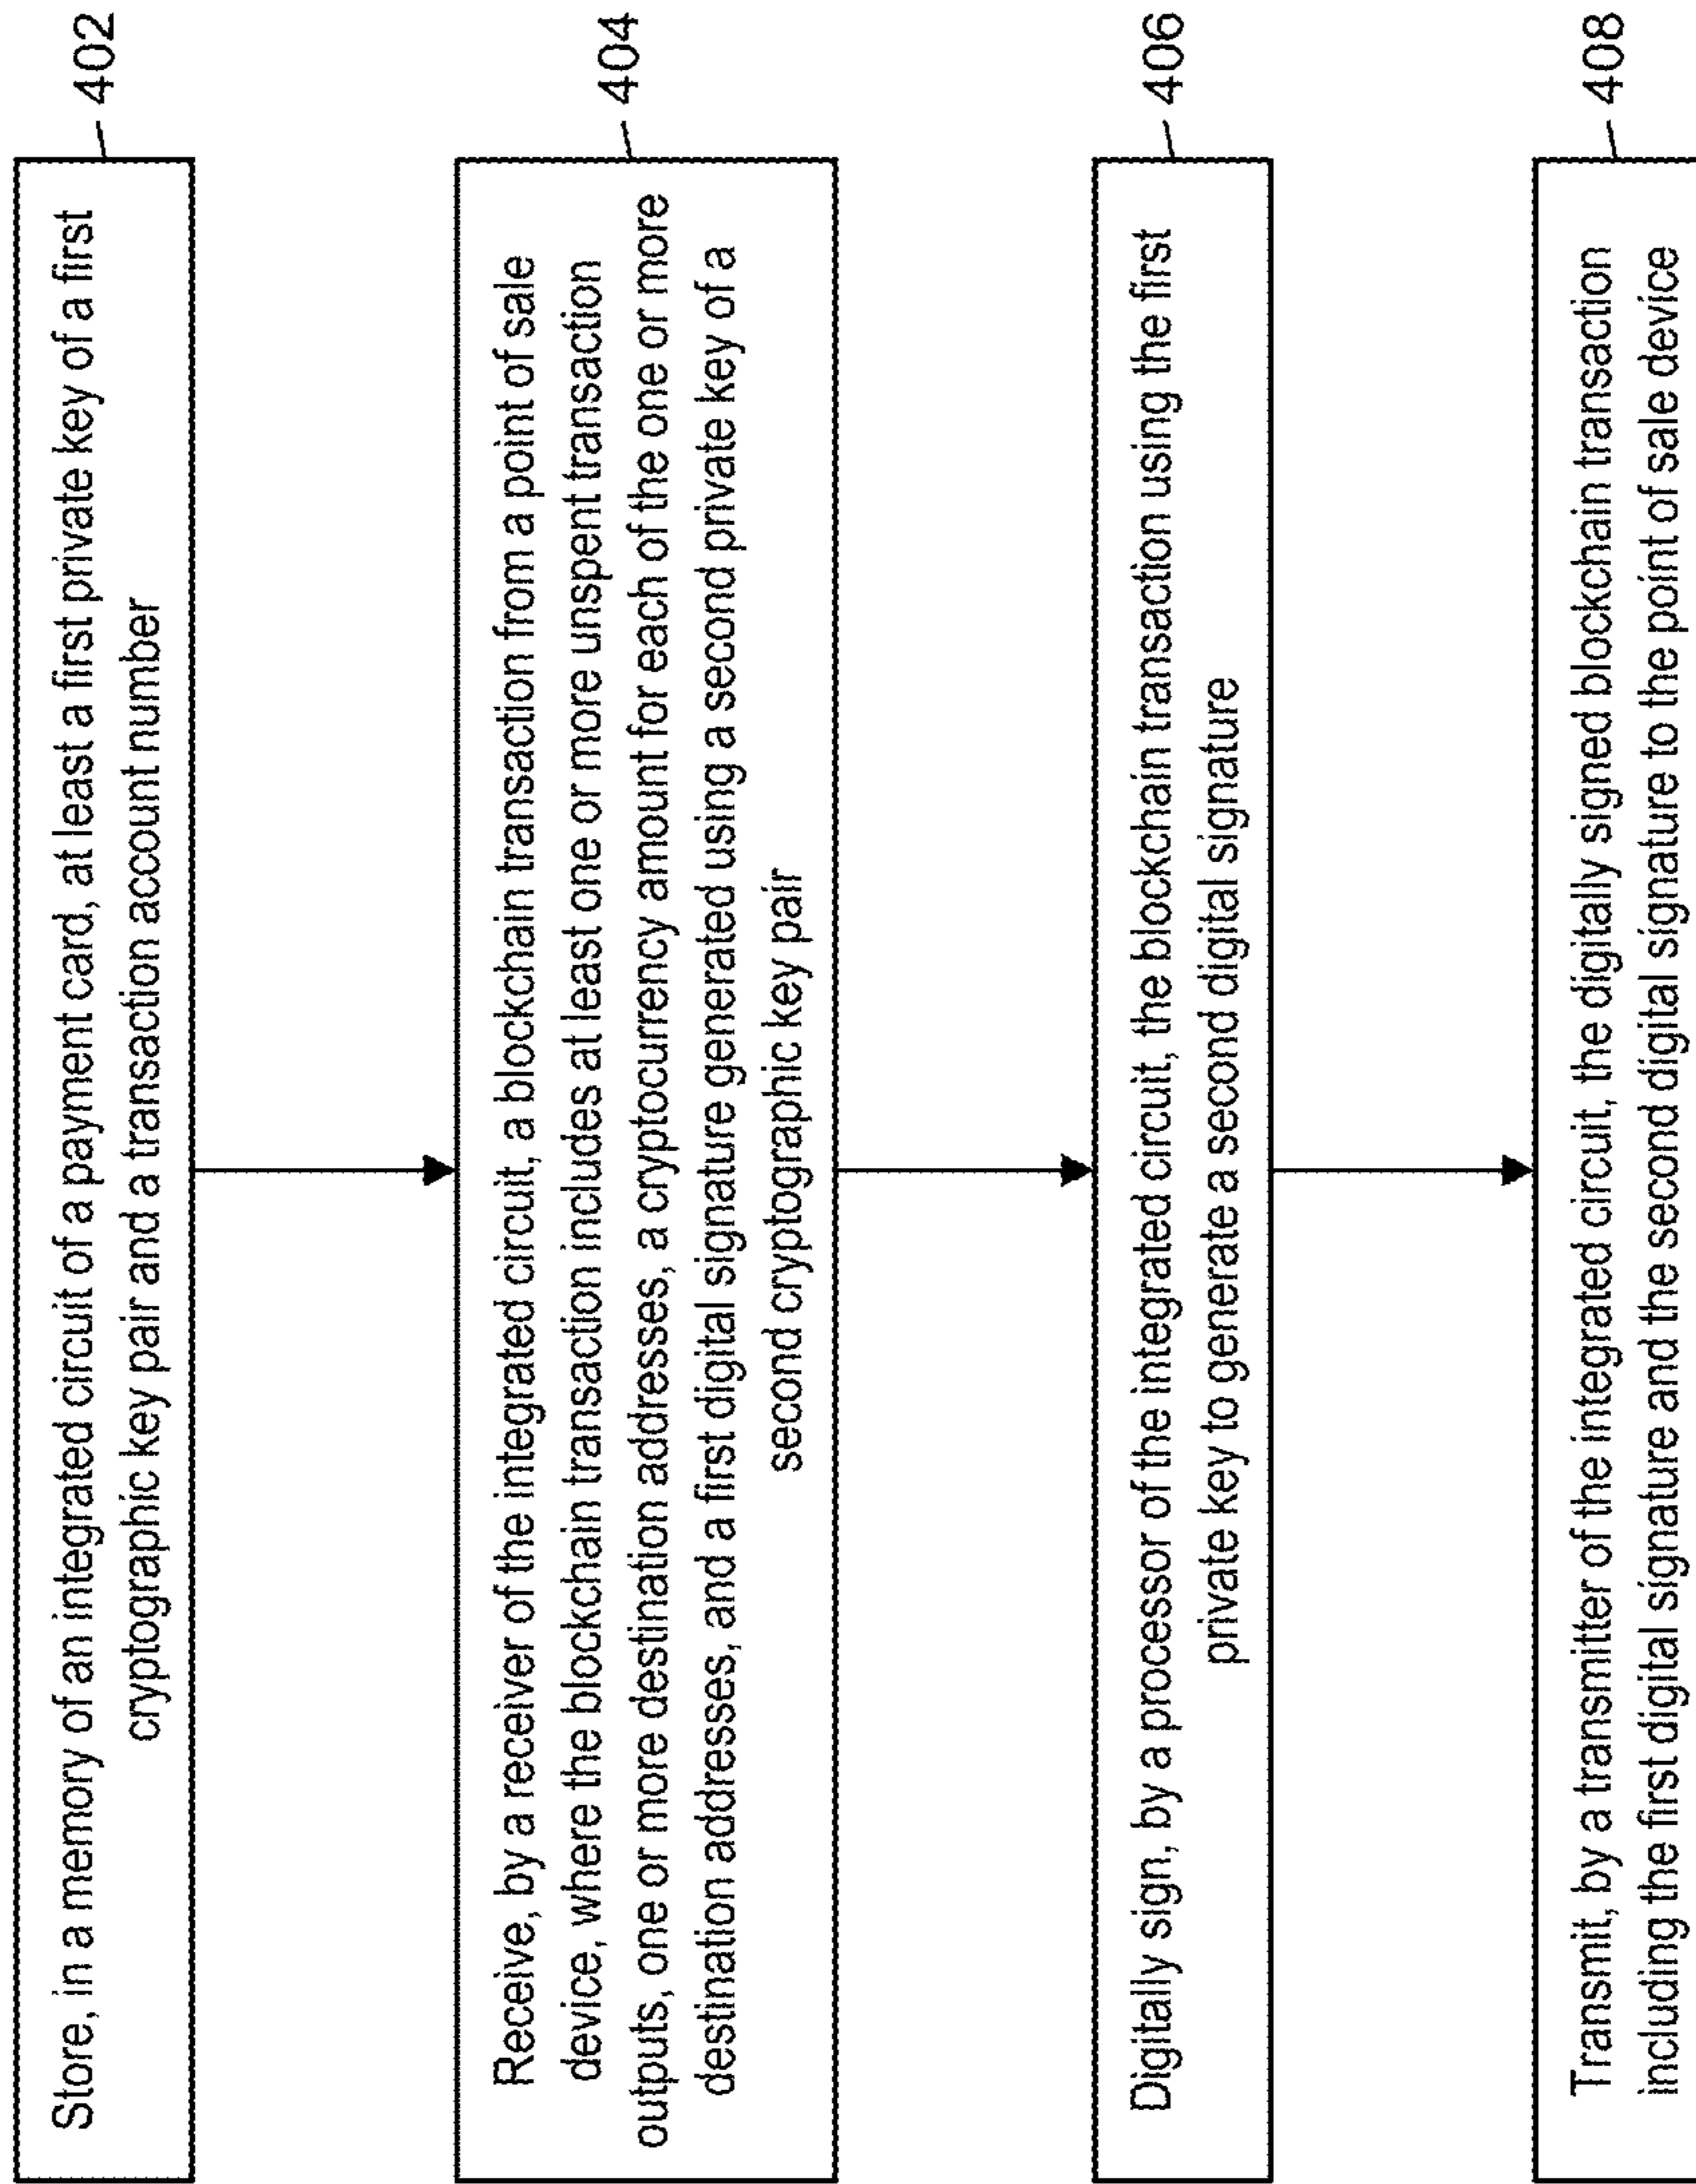 Store, in a memory of an integrated circuit of a payment card, at least a first private key of a first
cryptographic key pair and a transaction account number
402
Receive, by a receiver of the integrated circuit, a blockchain transaction from a point of sale
device, where the blockchain transaction includes at least one or more unspent transaction
outputs, one or more destination addresses, a cryptocurrency amount for each of the one or more
destination addresses, and a first digital signature generated using a second private key of a
second cryptographic key pair
404
Digitally sign, by a processor of the integrated circuit, the blockchain transaction using the first
private key to generate a second digital signature
406
Transmit, by a transmitter of the integrated circuit, the digitally signed blockchain transaction
including the first digital signature and the second digital signature to the point of sale device
408